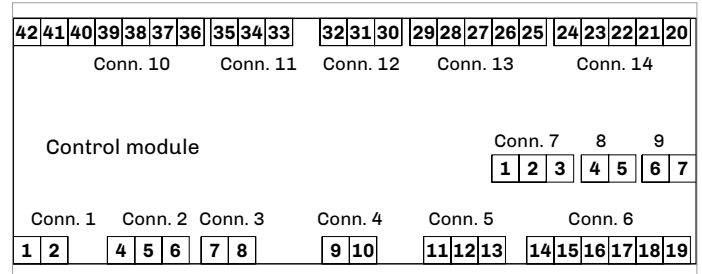 42 41 40 39 38 37 36 35 34 33 32 31 30 29 28 27 26 25 24 23 22 21 20
Conn. 10 Conn. 11 Conn. 12 Conn. 13 Conn. 14
Conn. 7 8 9
Control module
1 2 3 4 5 6 7
Conn. 1 Conn. 2 Conn. 3 Conn. 4 Conn. 5 Conn. 6
1 2 4 5 6 7 8 9 10 11 12 13 14 15 16 17 18 19